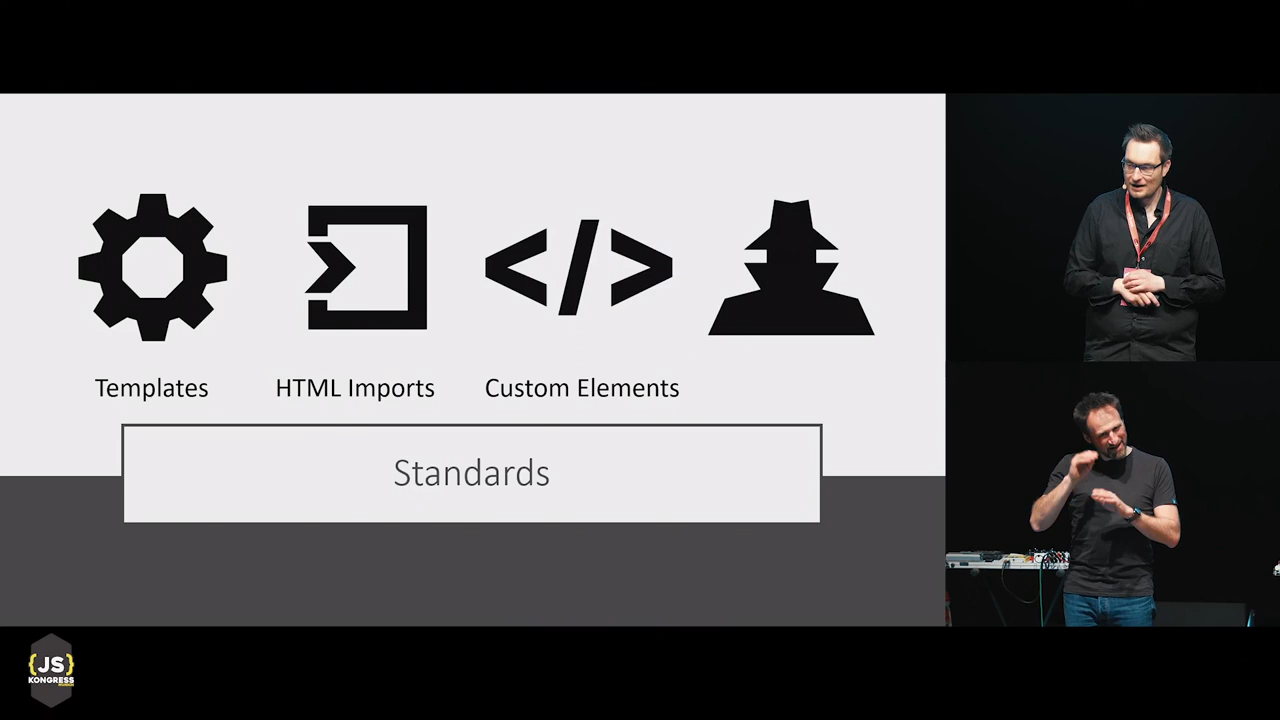 Templates
HTML Imports
Custom Elements
Standards
{JS}
KONGRESS